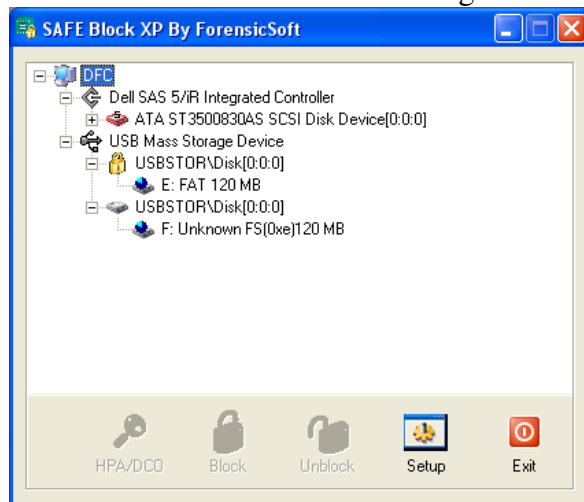 SAFE Block XP By ForensicSoft
DFC
Dell SAS 5/iR Integrated Controller
ATA ST3500830AS SCSI Disk Device[0:0:0]
USB Mass Storage Device
USBSTOR\Disk[0:0:0]
E: FAT 120 MB
USBSTOR\Disk[0:0:0]
F: Unknown FS(0xe)120 MB
HPA/DCO Block Unblock Setup Exit